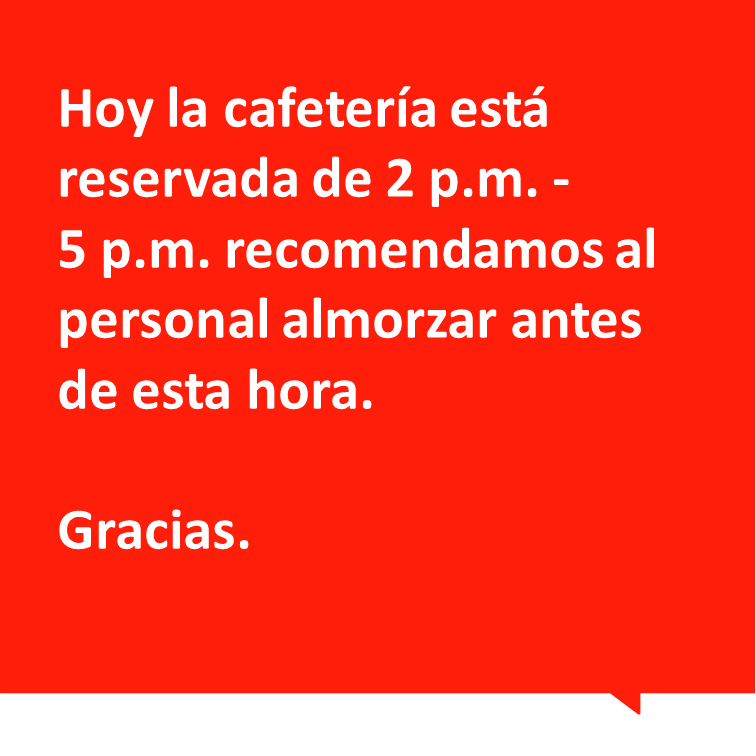 Hoy la cafetería está
reservada de 2 p.m. -
5 p.m. recomendamos al
personal almorzar antes
de esta hora.
Gracias.